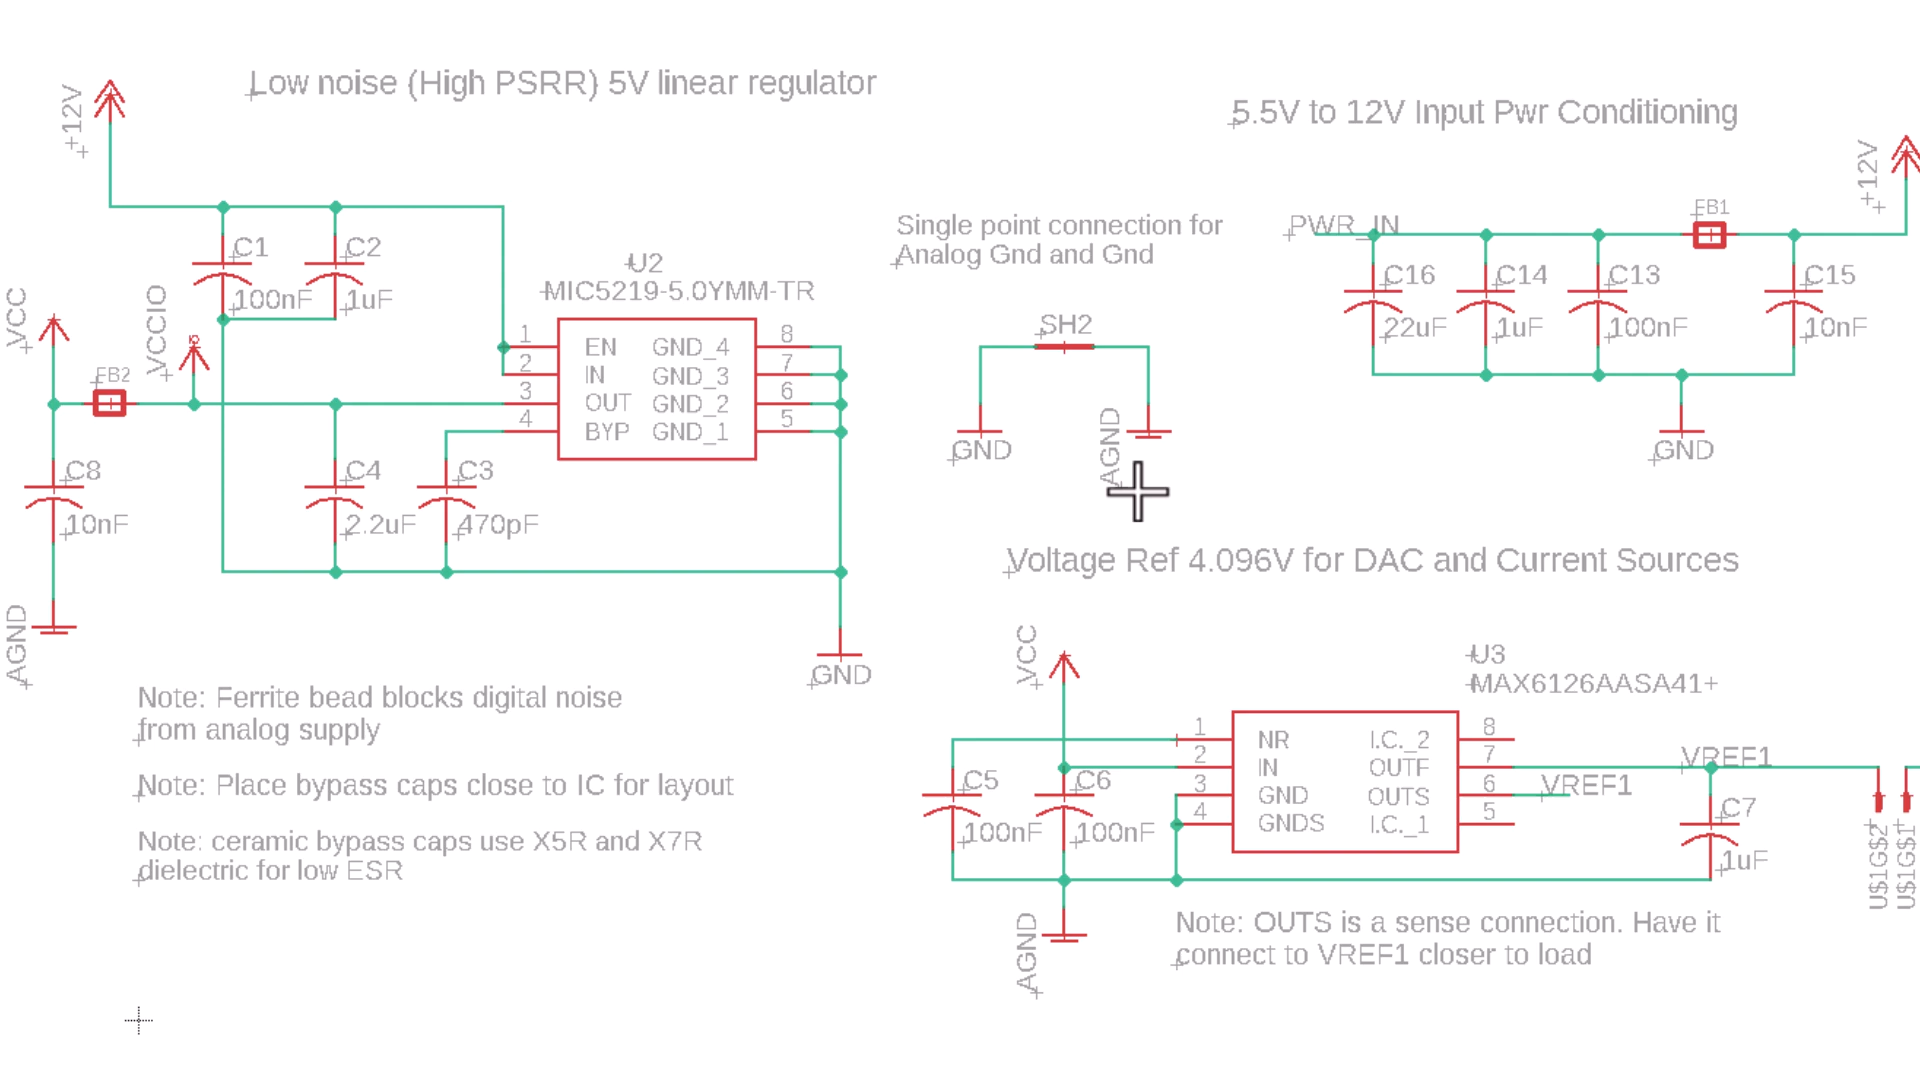 Low noise (High PSRR) 5V linear regulator
+12V
C1
100nF
C2
1uF
U2
MIC5219-5.0YMM-TR
VCC
VCCIO
FB2
1
2
3
4
EN
IN
OUT
BYP
GND_4
GND_3
GND_2
GND_1
8
7
6
5
C8
10nF
C4
2.2uF
C3
470pF
AGND
GND
Note: Ferrite bead blocks digital noise
from analog supply
Note: Place bypass caps close to IC for layout
Note: ceramic bypass caps use X5R and X7R
dielectric for low ESR
Single point connection for
Analog Gnd and Gnd
SH2
GND
AGND
5.5V to 12V Input Pwr Conditioning
PWR_IN
FB1
+12V
C16
22uF
C14
1uF
C13
100nF
C15
10nF
GND
Voltage Ref 4.096V for DAC and Current Sources
VCC
U3
MAX6126AASA41+
1
2
3
4
NR
IN
GND
GNDS
I.C._2
OUTF
OUTS
I.C._1
8
7
6
5
VREF1
VREF1
C5
100nF
C6
100nF
C7
1uF
U$1G$2
U$1G$1
AGND
Note: OUTS is a sense connection. Have it
connect to VREF1 closer to load